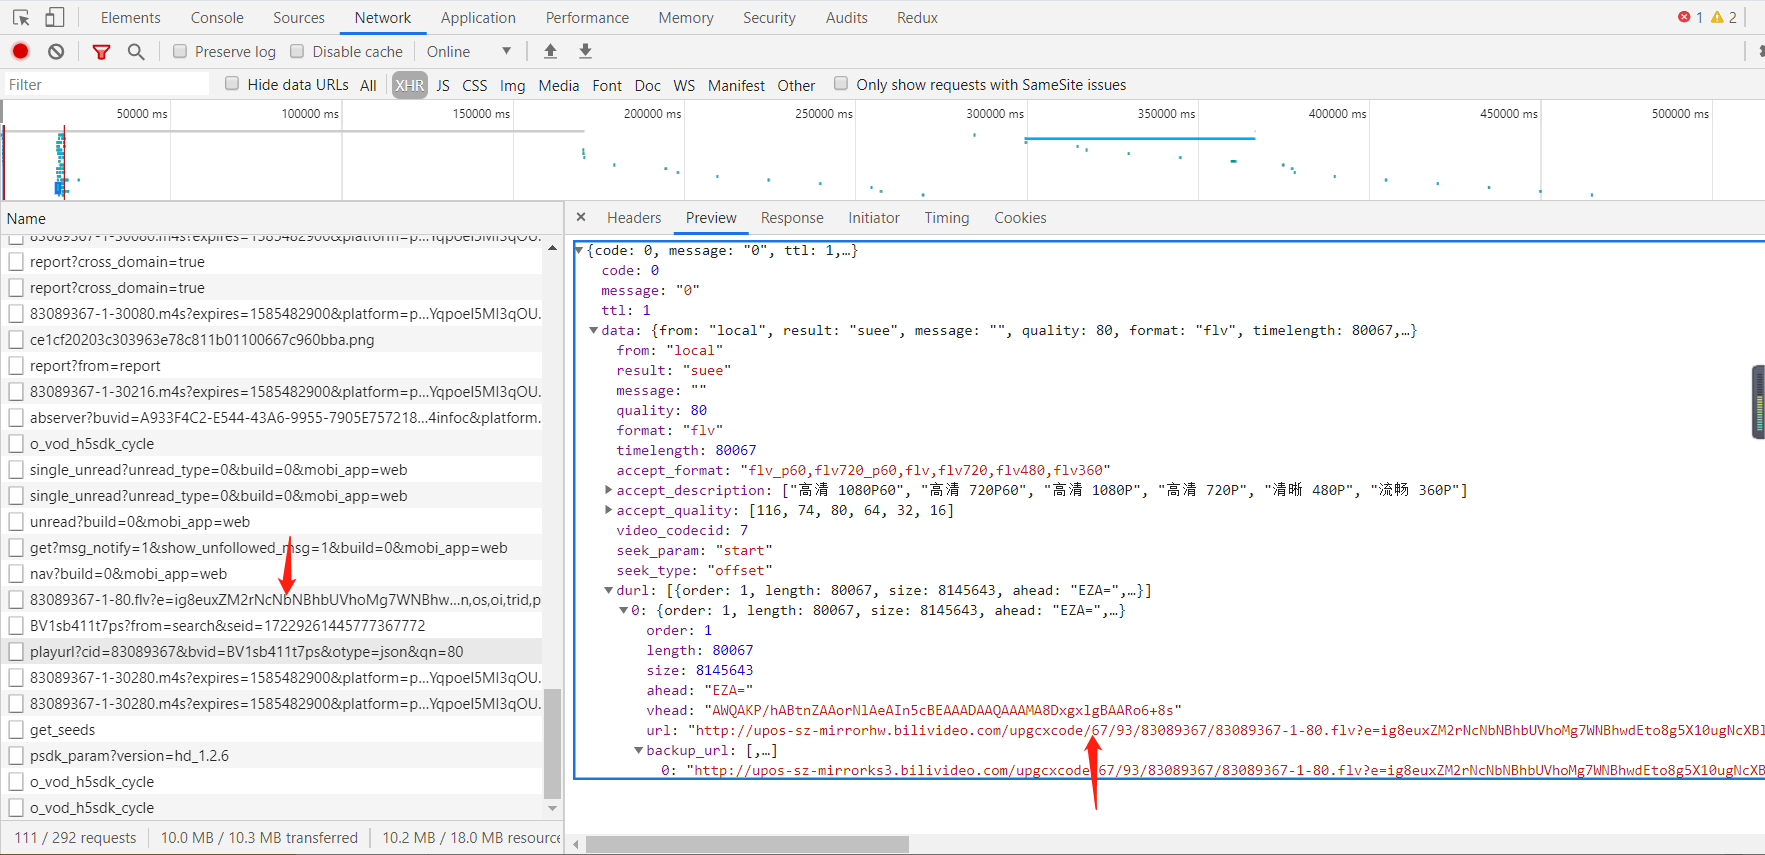 Elements Console Sources Network Application Performance Memory Security Audits Redux 1 2
Preserve log Disable cache Online
Filter Hide data URLs All XHR JS CSS Img Media Font Doc WS Manifest Other Only show requests with SameSite issues
50000 ms 100000 ms 150000 ms 200000 ms 250000 ms 300000 ms 350000 ms 400000 ms 450000 ms 500000 ms
Name
83089367-1-30080.m4s?expires=1585482900&platform=p...YqpoeI5MI3qOU.
report?cross_domain=true
report?cross_domain=true
83089367-1-30080.m4s?expires=1585482900&platform=p...YqpoeI5MI3qOU.
ce1cf20203c303963e78c811b01100667c960bba.png
report?from=report
83089367-1-30216.m4s?expires=1585482900&platform=p...YqpoeI5MI3qOU.
abserver?buvid=A933F4C2-E544-43A6-9955-7905E757218...4infoc&platform.
o_vod_h5sdk_cycle
single_unread?unread_type=0&build=0&mobi_app=web
single_unread?unread_type=0&build=0&mobi_app=web
unread?build=0&mobi_app=web
get?msg_notify=1&show_unfollowed_msg=1&build=0&mobi_app=web
nav?build=0&mobi_app=web
83089367-1-80.flv?e=ig8euxZM2rNcNbNBhbUVhoMg7WNBhw...n,os,oi,trid,p
BV1sb411t7ps?from=search&seid=17229261445777367772
playurl?cid=83089367&bvid=BV1sb411t7ps&otype=json&qn=80
83089367-1-30280.m4s?expires=1585482900&platform=p...YqpoeI5MI3qOU.
83089367-1-30280.m4s?expires=1585482900&platform=p...YqpoeI5MI3qOU.
get_seeds
psdk_param?version=hd_1.2.6
o_vod_h5sdk_cycle
o_vod_h5sdk_cycle
111 / 292 requests 10.0 MB / 10.3 MB transferred 10.2 MB / 18.0 MB resource
× Headers Preview Response Initiator Timing Cookies
{code: 0, message: "0", ttl: 1,…}
code: 0
message: "0"
ttl: 1
data: {from: "local", result: "suee", message: "", quality: 80, format: "flv", timelength: 80067,…}
from: "local"
result: "suee"
message: ""
quality: 80
format: "flv"
timelength: 80067
accept_format: "flv_p60,flv720_p60,flv,flv720,flv480,flv360"
accept_description: ["高清 1080P60", "高清 720P60", "高清 1080P", "高清 720P", "清晰 480P", "流畅 360P"]
accept_quality: [116, 74, 80, 64, 32, 16]
video_codecid: 7
seek_param: "start"
seek_type: "offset"
durl: [{order: 1, length: 80067, size: 8145643, ahead: "EZA=",…}]
0: {order: 1, length: 80067, size: 8145643, ahead: "EZA=",…}
order: 1
length: 80067
size: 8145643
ahead: "EZA="
vhead: "AWQAKP/hABtnZAAorNlAeAIn5cBEAAADAAQAAAMA8DxgxlgBAARo6+8s"
url: "http://upos-sz-mirrorhw.bilivideo.com/upgcxcode/67/93/83089367/83089367-1-80.flv?e=ig8euxZM2rNcNbNBhbUVhoMg7WNBhwdEto8g5X10ugNcXBl
backup_url: [,…]
0: "http://upos-sz-mirrorks3.bilivideo.com/upgcxcode/67/93/83089367/83089367-1-80.flv?e=ig8euxZM2rNcNbNBhbUVhoMg7WNBhwdEto8g5X10ugNcXB